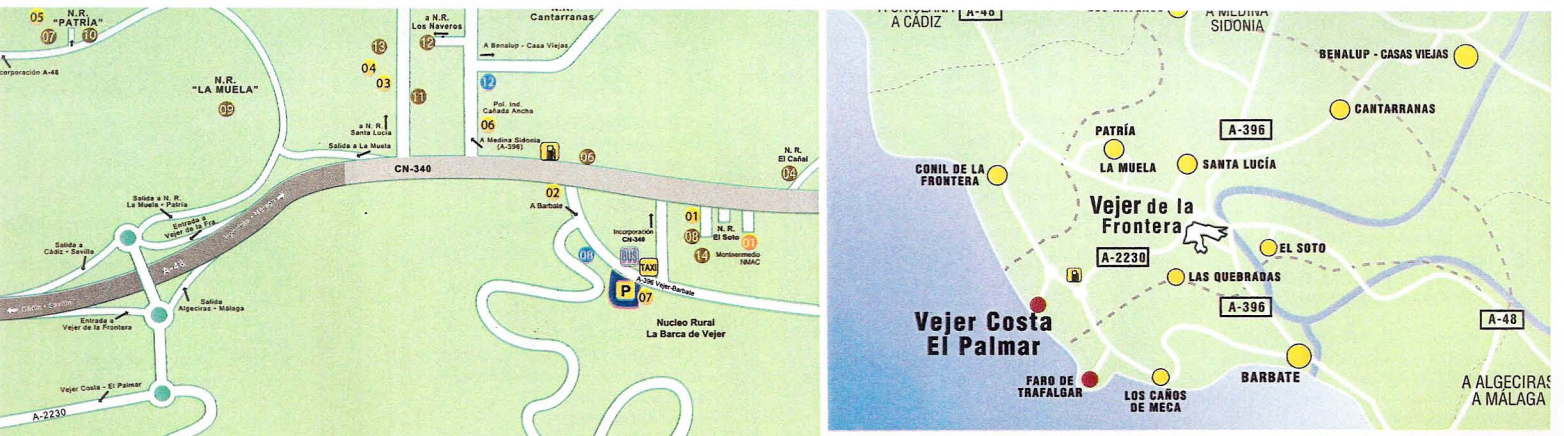 05
N.R.
"PATRÍA"
07
10
corporación A-48
N.R.
"LA MUELA"
09
13
04
03
11
a N.R.
Los Naveros
12
N.R.
Cantarranas
A Benalup - Casa Viejas
12
Pol. Ind.
Cañada Ancha
06
a N. R.
Santa Lucía
A Medina Sidonia
(A-396)
Salida a La Muela
CN-340
06
N. R.
El Cañal
04
02
A Barbate
Salida a N. R.
La Muela - Patría
Entrada a
Vejer de la Fra.
Salida a
Cádiz - Sevilla
A-48
Incorporación
CN-340
01
08
14
N. R.
El Soto
01
Montaenmedio
NMAC
08
BUS
TAXI
A-396 Vejer-Barbate
P
07
Salida
Algeciras - Málaga
Entrada a
Vejer de la Frontera
Nucleo Rural
La Barca de Vejer
Vejer Costa - El Palmar
A-2230
A CÁDIZ
A-48
A MEDINA
SIDONIA
BENALUP - CASAS VIEJAS
CANTARRANAS
A-396
PATRÍA
LA MUELA
SANTA LUCÍA
CONIL DE LA
FRONTERA
Vejer de la
Frontera
EL SOTO
A-2230
LAS QUEBRADAS
A-396
A-48
Vejer Costa
El Palmar
FARO DE
TRAFALGAR
LOS CAÑOS
DE MECA
BARBATE
A ALGECIRAS
A MÁLAGA